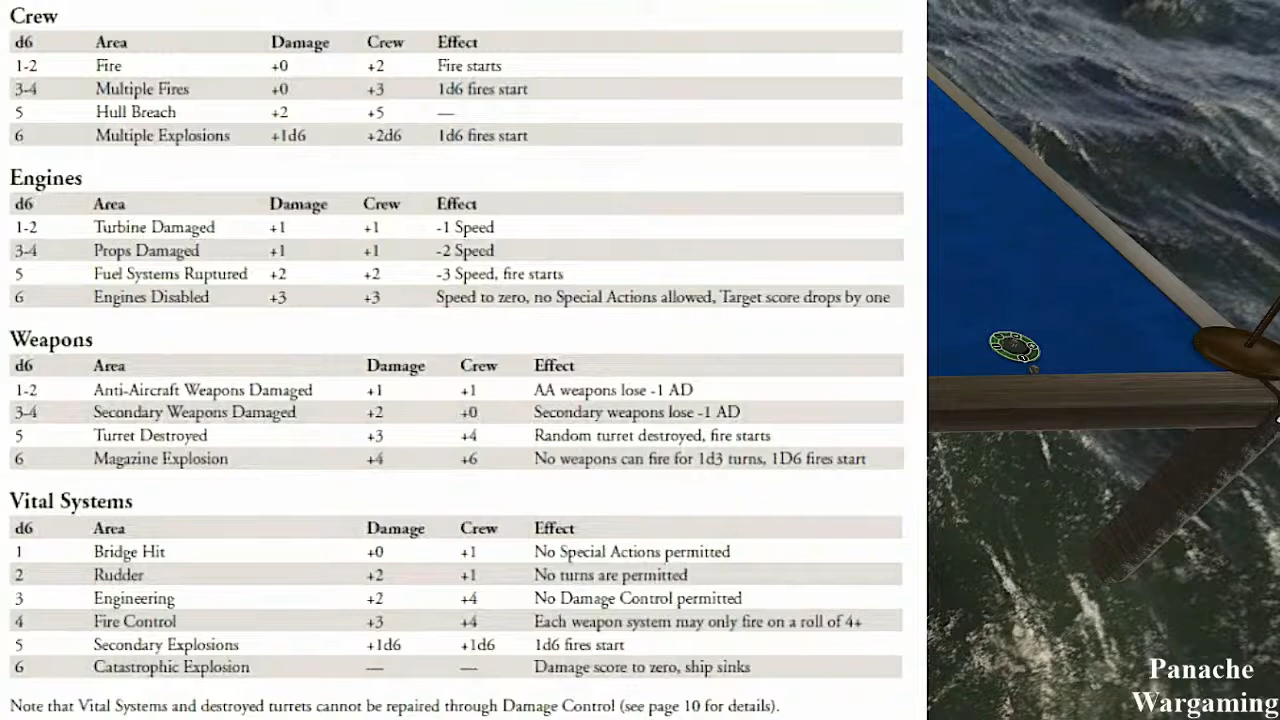 Crew
d6 Area Damage Crew Effect
1-2 Fire +0 +2 Fire starts
3-4 Multiple Fires +0 +3 1d6 fires start
5 Hull Breach +2 +5 —
6 Multiple Explosions +1d6 +2d6 1d6 fires start
Engines
d6 Area Damage Crew Effect
1-2 Turbine Damaged +1 +1 -1 Speed
3-4 Props Damaged +1 +1 -2 Speed
5 Fuel Systems Ruptured +2 +2 -3 Speed, fire starts
6 Engines Disabled +3 +3 Speed to zero, no Special Actions allowed, Target score drops by one
Weapons
d6 Area Damage Crew Effect
1-2 Anti-Aircraft Weapons Damaged +1 +1 AA weapons lose -1 AD
3-4 Secondary Weapons Damaged +2 +0 Secondary weapons lose -1 AD
5 Turret Destroyed +3 +4 Random turret destroyed, fire starts
6 Magazine Explosion +4 +6 No weapons can fire for 1d3 turns, 1D6 fires start
Vital Systems
d6 Area Damage Crew Effect
1 Bridge Hit +0 +1 No Special Actions permitted
2 Rudder +2 +1 No turns are permitted
3 Engineering +2 +4 No Damage Control permitted
4 Fire Control +3 +4 Each weapon system may only fire on a roll of 4+
5 Secondary Explosions +1d6 +1d6 1d6 fires start
6 Catastrophic Explosion — — Damage score to zero, ship sinks
Note that Vital Systems and destroyed turrets cannot be repaired through Damage Control (see page 10 for details).
Panache
Wargaming